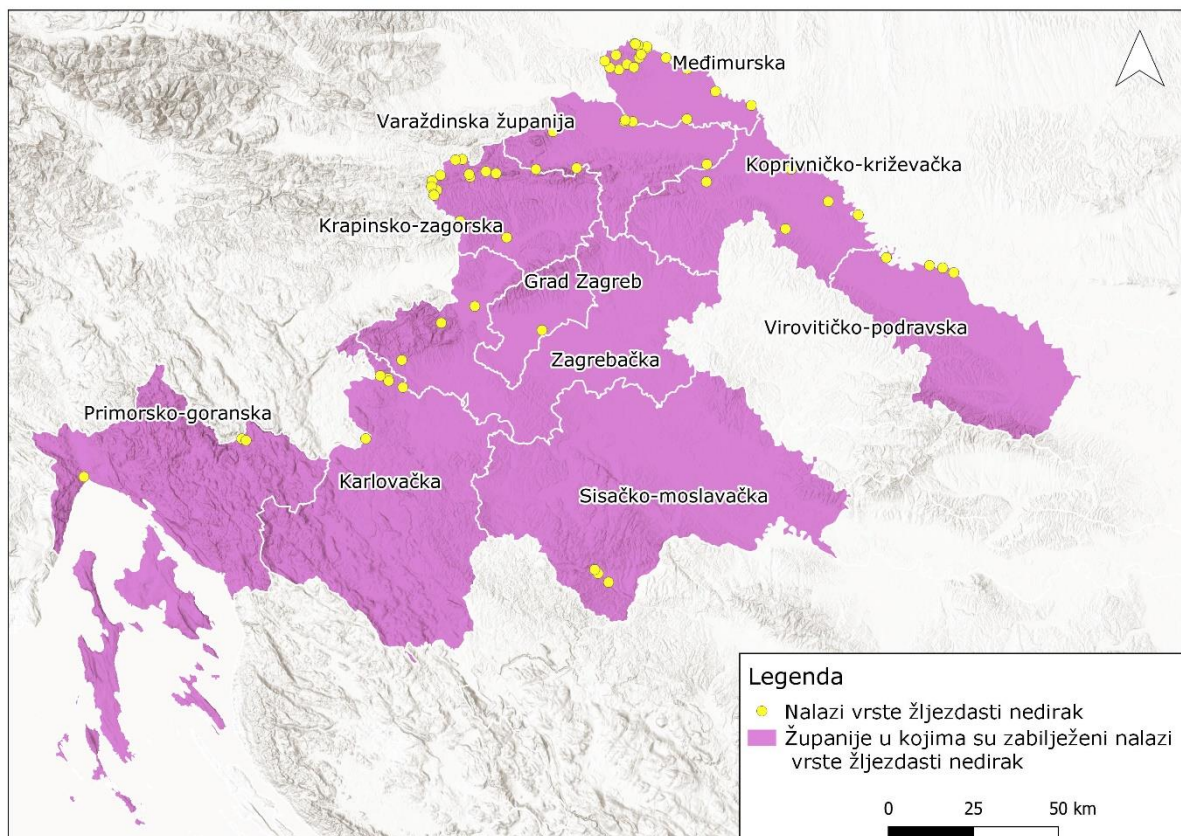 Međimurska
Varaždinska županija
Koprivničko-križevačka
Krapinsko-zagorska
Grad Zagreb
Virovitičko-podravska
Zagrebačka
Primorsko-goranska
Karlovačka
Sisačko-moslavačka
Legenda
Nalazi vrste žljezdasti nedirak
Županije u kojima su zabilježeni nalazi
vrste žljezdasti nedirak
0 25 50 km